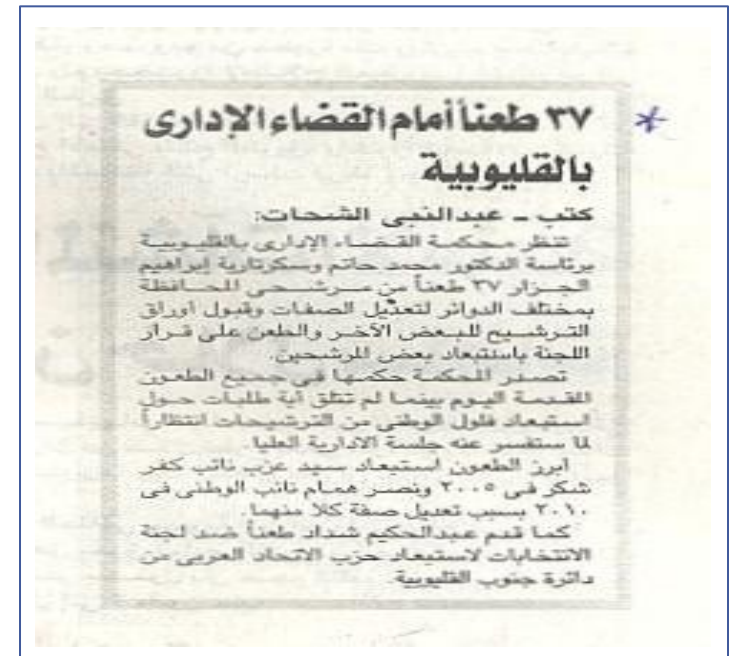 ٣٧ طعناً أمام القضاء الإدارى
بالقليوبية
كتب ـ عبدالنبى الشحات:
تنظر محكمة القضاء الإدارى بالقليوبية
برئاسة الدكتور محمد حاتم وسكرتارية إبراهيم
الجزار ٣٧ طعناً من مرشحى المحافظة
بمختلف الدوائر لتعديل الصفات وقبول أوراق
الترشيح للبعض الآخر والطعن على قرار
اللجنة باستبعاد بعض المرشحين.
تصدر المحكمة حكمها فى جميع الطعون
المقدمة اليوم بينما لم تتلق أية طلبات حول
استبعاد فلول الوطنى من الترشيحات انتظاراً
لما ستفسر عنه جلسة الادارية العليا.
أبرز الطعون استبعاد سيد عزب نائب كفر
شكر فى ٢٠٠٥ ونصر همام نائب الوطنى فى
٢٠١٠ بسبب تعديل صفة كلا منهما.
كما قدم عبدالحكيم شداد طعناً ضد لجنة
الانتخابات لاستبعاد حزب الاتحاد العربى من
دائرة جنوب القليوبية.